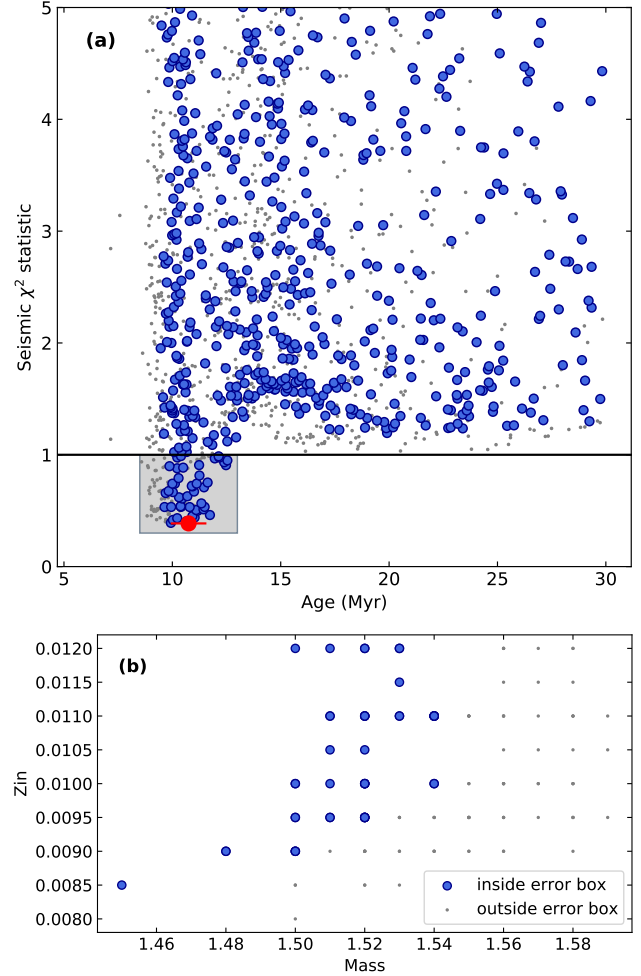 5
(a)
4
3
2
1
0
Seismic χ² statistic
5 10 15 20 25 30
Age (Myr)
(b)
0.0120
0.0115
0.0110
0.0105
0.0100
0.0095
0.0090
0.0085
0.0080
Zin
inside error box
outside error box
1.46 1.48 1.50 1.52 1.54 1.56 1.58
Mass